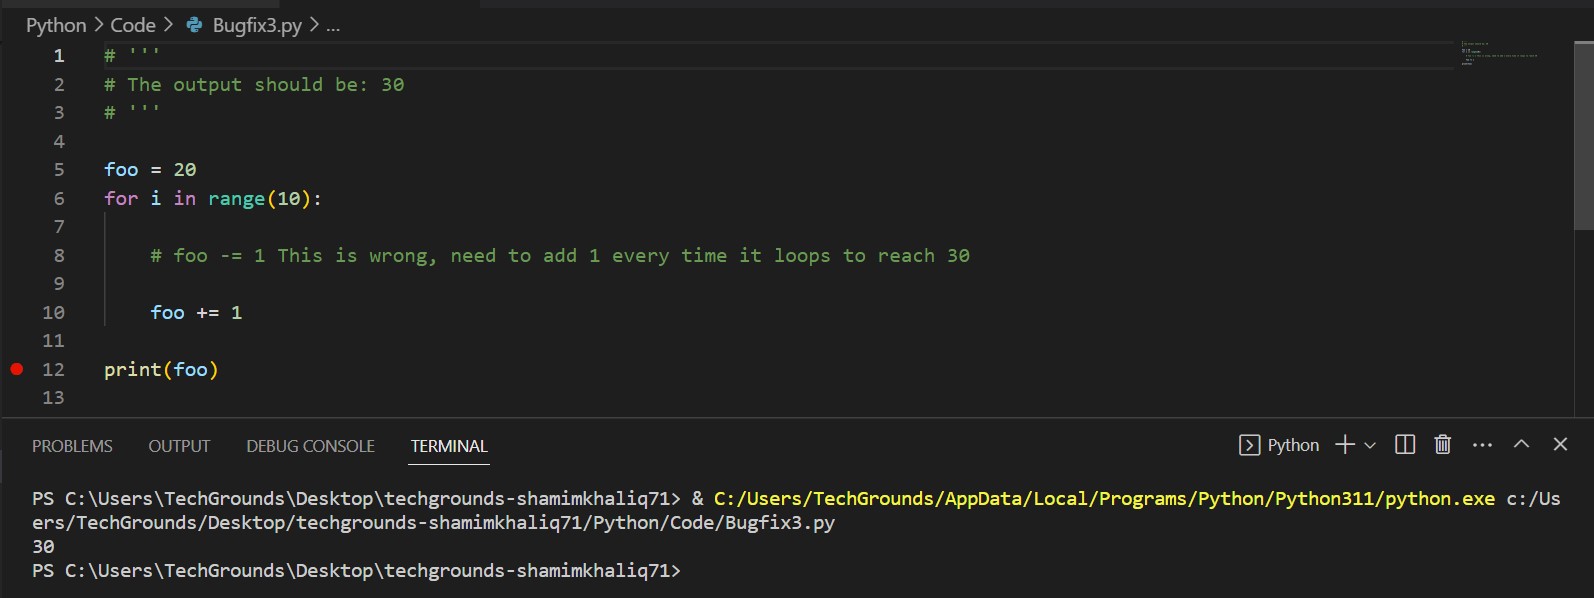 Python > Code > Bugfix3.py > ...
1 # '''
2 # The output should be: 30
3 # '''
4
5 foo = 20
6 for i in range(10):
7
8 # foo -= 1 This is wrong, need to add 1 every time it loops to reach 30
9
10 foo += 1
11
12 print(foo)
13
PROBLEMS OUTPUT DEBUG CONSOLE TERMINAL Python
PS C:\Users\TechGrounds\Desktop\techgrounds-shamimkhaliq71> & C:/Users/TechGrounds/AppData/Local/Programs/Python/Python311/python.exe c:/Us
ers/TechGrounds/Desktop/techgrounds-shamimkhaliq71/Python/Code/Bugfix3.py
30
PS C:\Users\TechGrounds\Desktop\techgrounds-shamimkhaliq71>